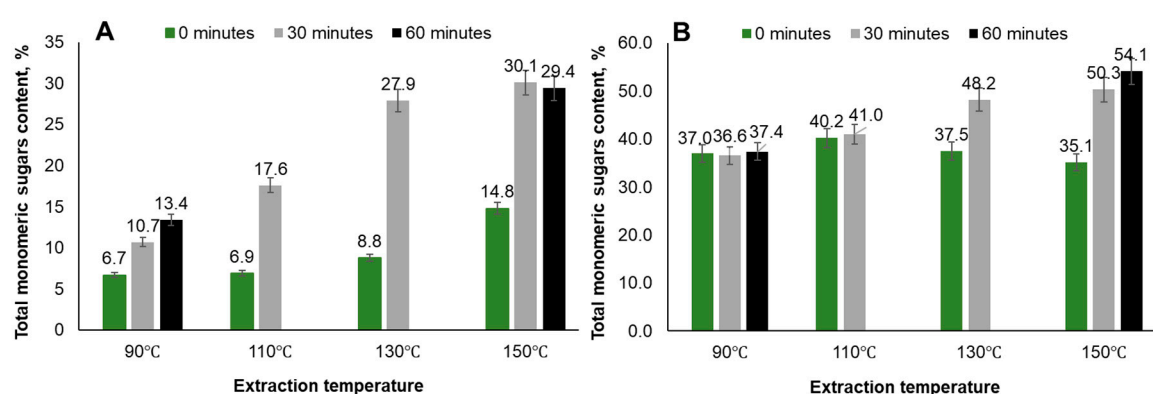 A
0 minutes 30 minutes 60 minutes
Total monomeric sugars content, %
35
30
25
20
15
10
5
0
6.7 10.7 13.4
6.9 17.6
8.8 27.9
14.8 30.1 29.4
90°C 110°C 130°C 150°C
Extraction temperature
B
0 minutes 30 minutes 60 minutes
Total monomeric sugars content, %
60.0
50.0
40.0
30.0
20.0
10.0
0.0
37.0 36.6 37.4
40.2 41.0
37.5 48.2
35.1 50.3 54.1
90°C 110°C 130°C 150°C
Extraction temperature